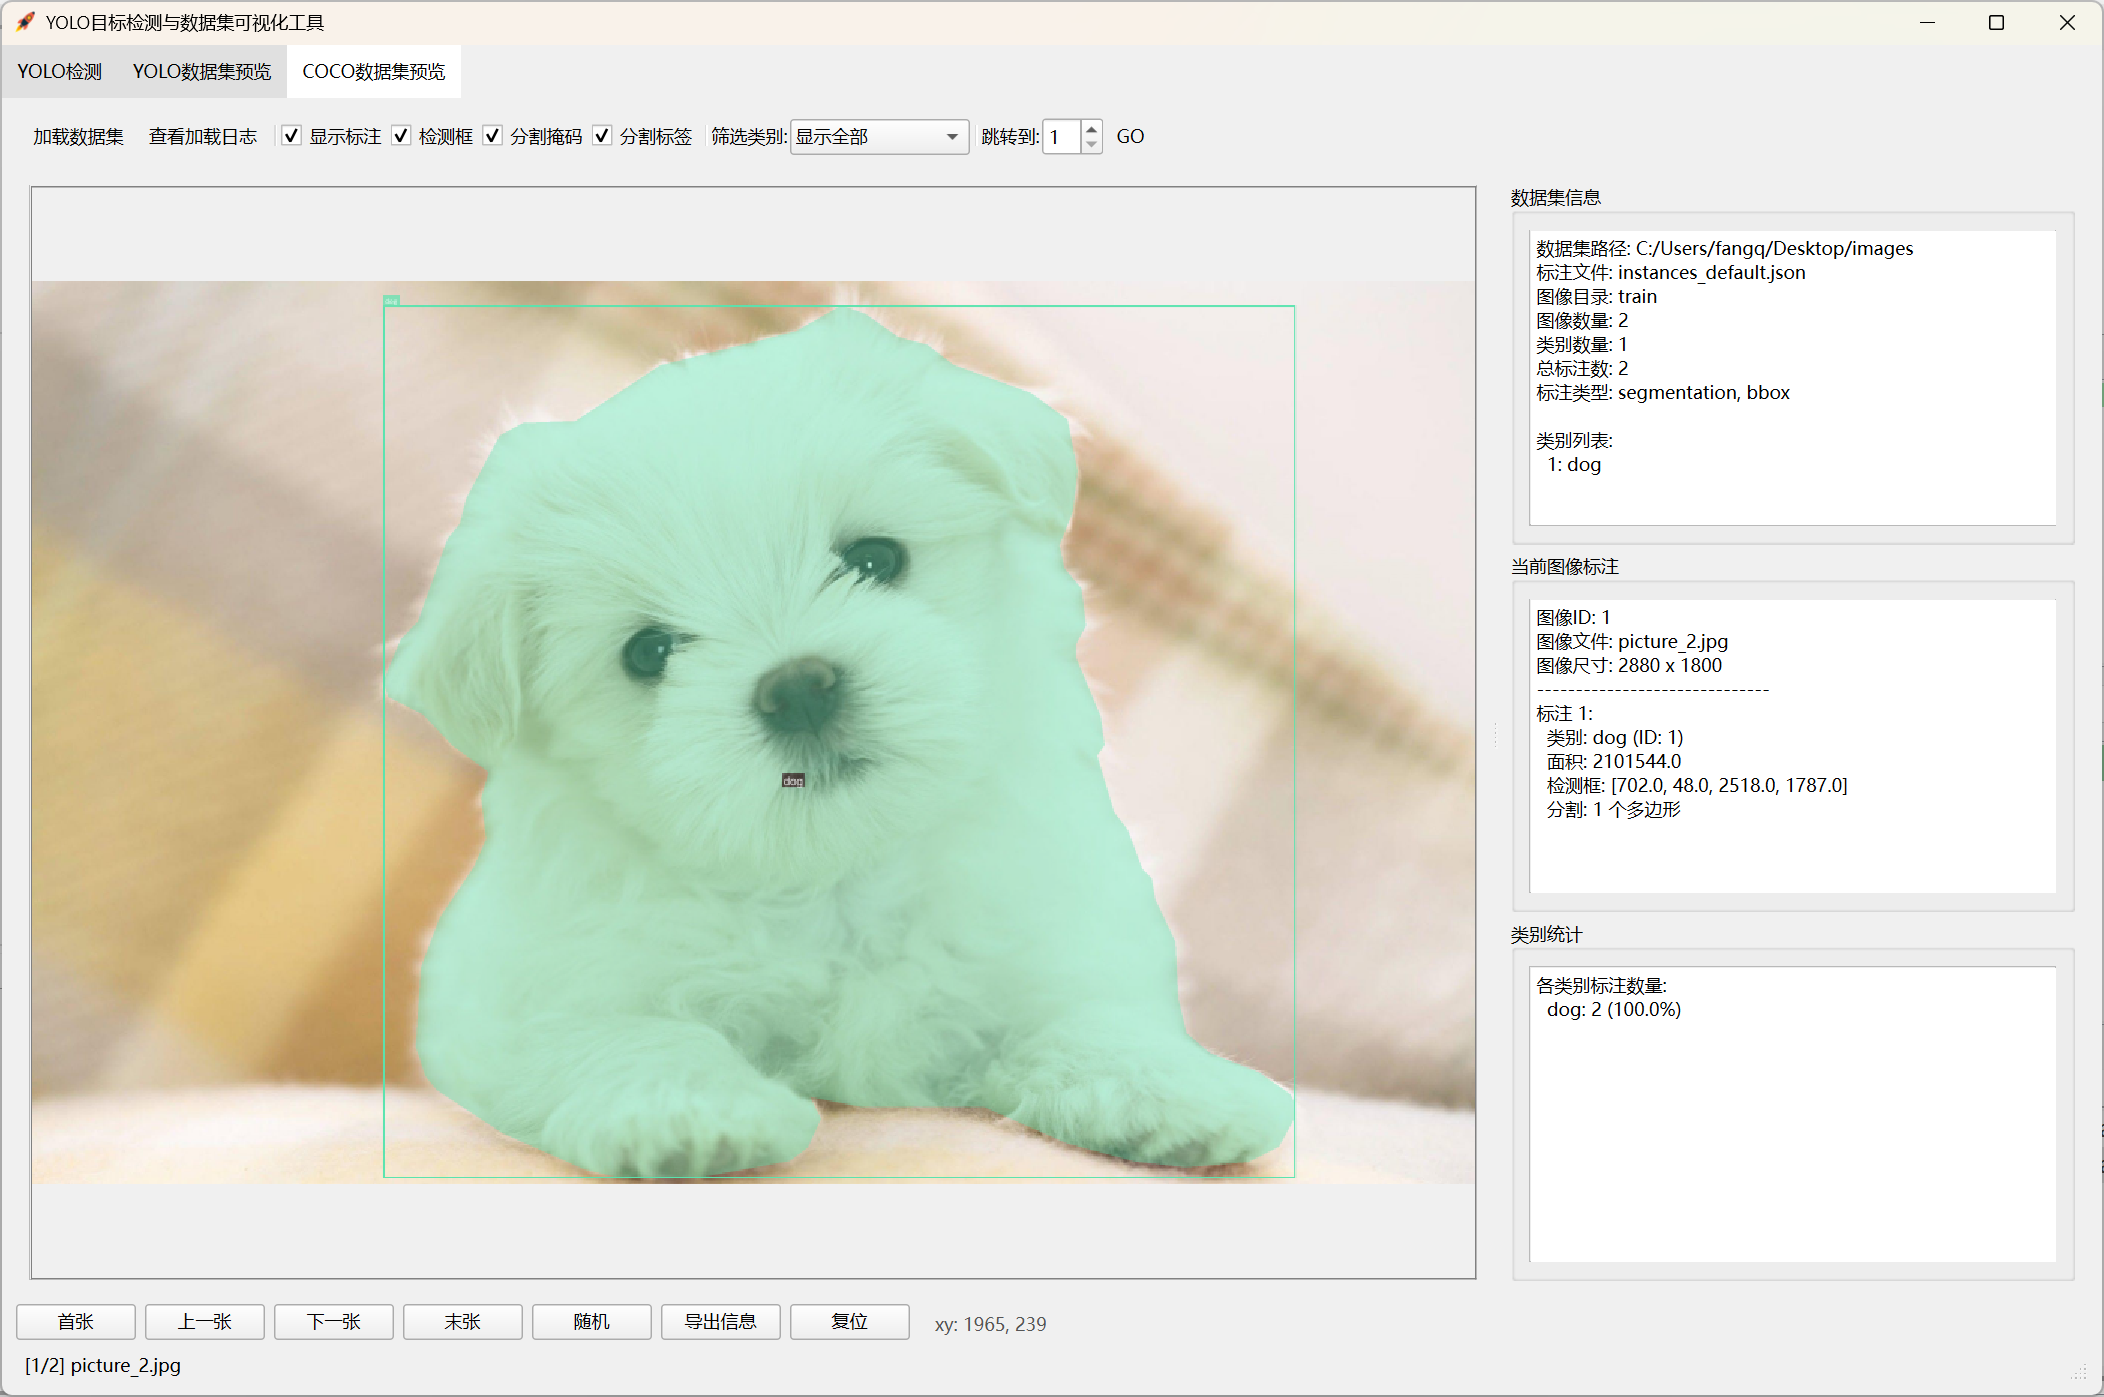 YOLO目标检测与数据集可视化工具
YOLO检测 YOLO数据集预览 COCO数据集预览
加载数据集 查看加载日志 显示标注 检测框 分割掩码 分割标签 筛选类别: 显示全部 跳转到: 1 GO
dog
dog
数据集信息
数据集路径: C:/Users/fangq/Desktop/images
标注文件: instances_default.json
图像目录: train
图像数量: 2
类别数量: 1
总标注数: 2
标注类型: segmentation, bbox
类别列表:
1: dog
当前图像标注
图像ID: 1
图像文件: picture_2.jpg
图像尺寸: 2880 x 1800
------------------------------
标注 1:
类别: dog (ID: 1)
面积: 2101544.0
检测框: [702.0, 48.0, 2518.0, 1787.0]
分割: 1 个多边形
类别统计
各类别标注数量:
dog: 2 (100.0%)
首张 上一张 下一张 末张 随机 导出信息 复位 xy: 1965, 239
[1/2] picture_2.jpg